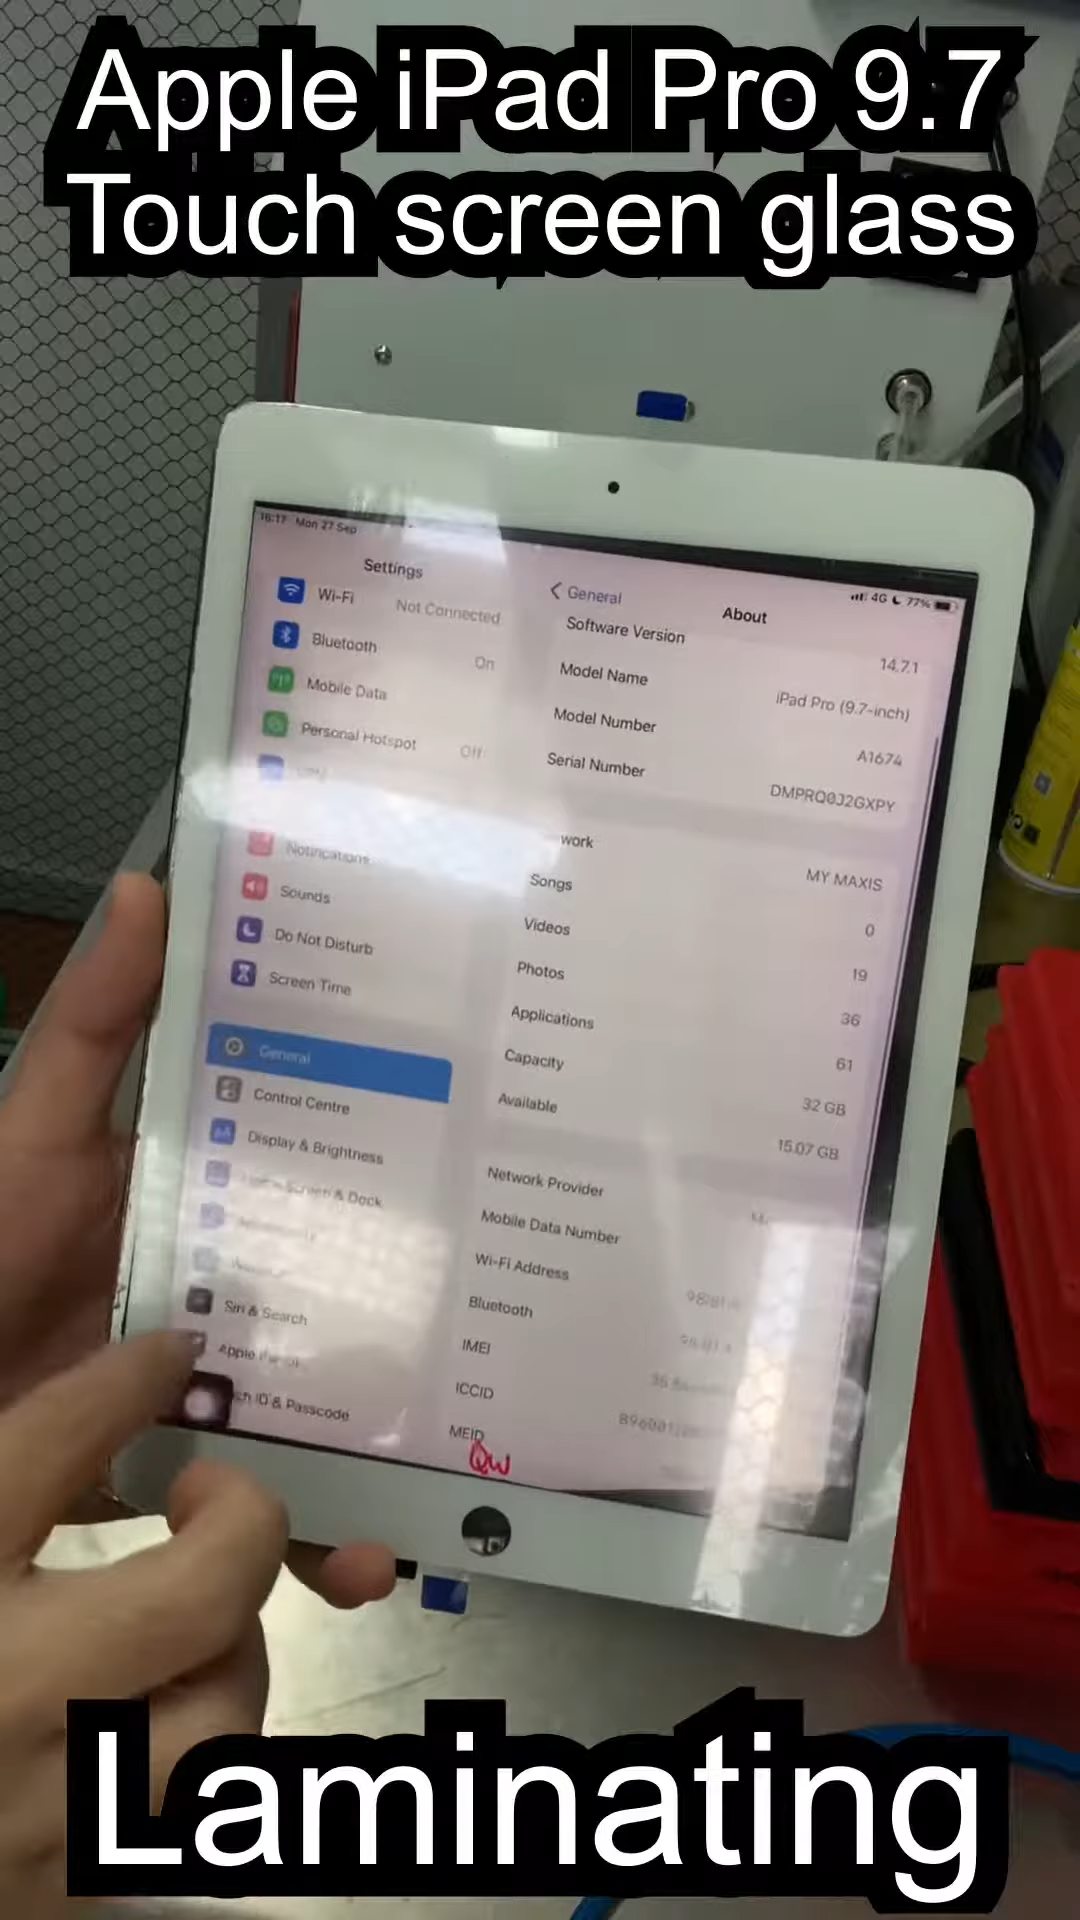 Apple iPad Pro 9.7
Touch screen glass
16:17 Mon 27 Sep
4G 77%
Settings
Wi-Fi Not Connected
Bluetooth On
Mobile Data
Personal Hotspot Off
Notifications
Sounds
Do Not Disturb
Screen Time
General
Control Centre
Display & Brightness
Screen & Dock
Siri & Search
Apple
ID & Passcode
General
About
Software Version 14.7.1
Model Name iPad Pro (9.7-inch)
Model Number A1674
Serial Number DMPRQ0J2GXPY
work MY MAXIS
Songs 0
Videos 19
Photos 36
Applications 61
Capacity 32 GB
Available 15.07 GB
Network Provider
Mobile Data Number
Wi-Fi Address
Bluetooth
IMEI
ICCID
MEID
QW
Laminating